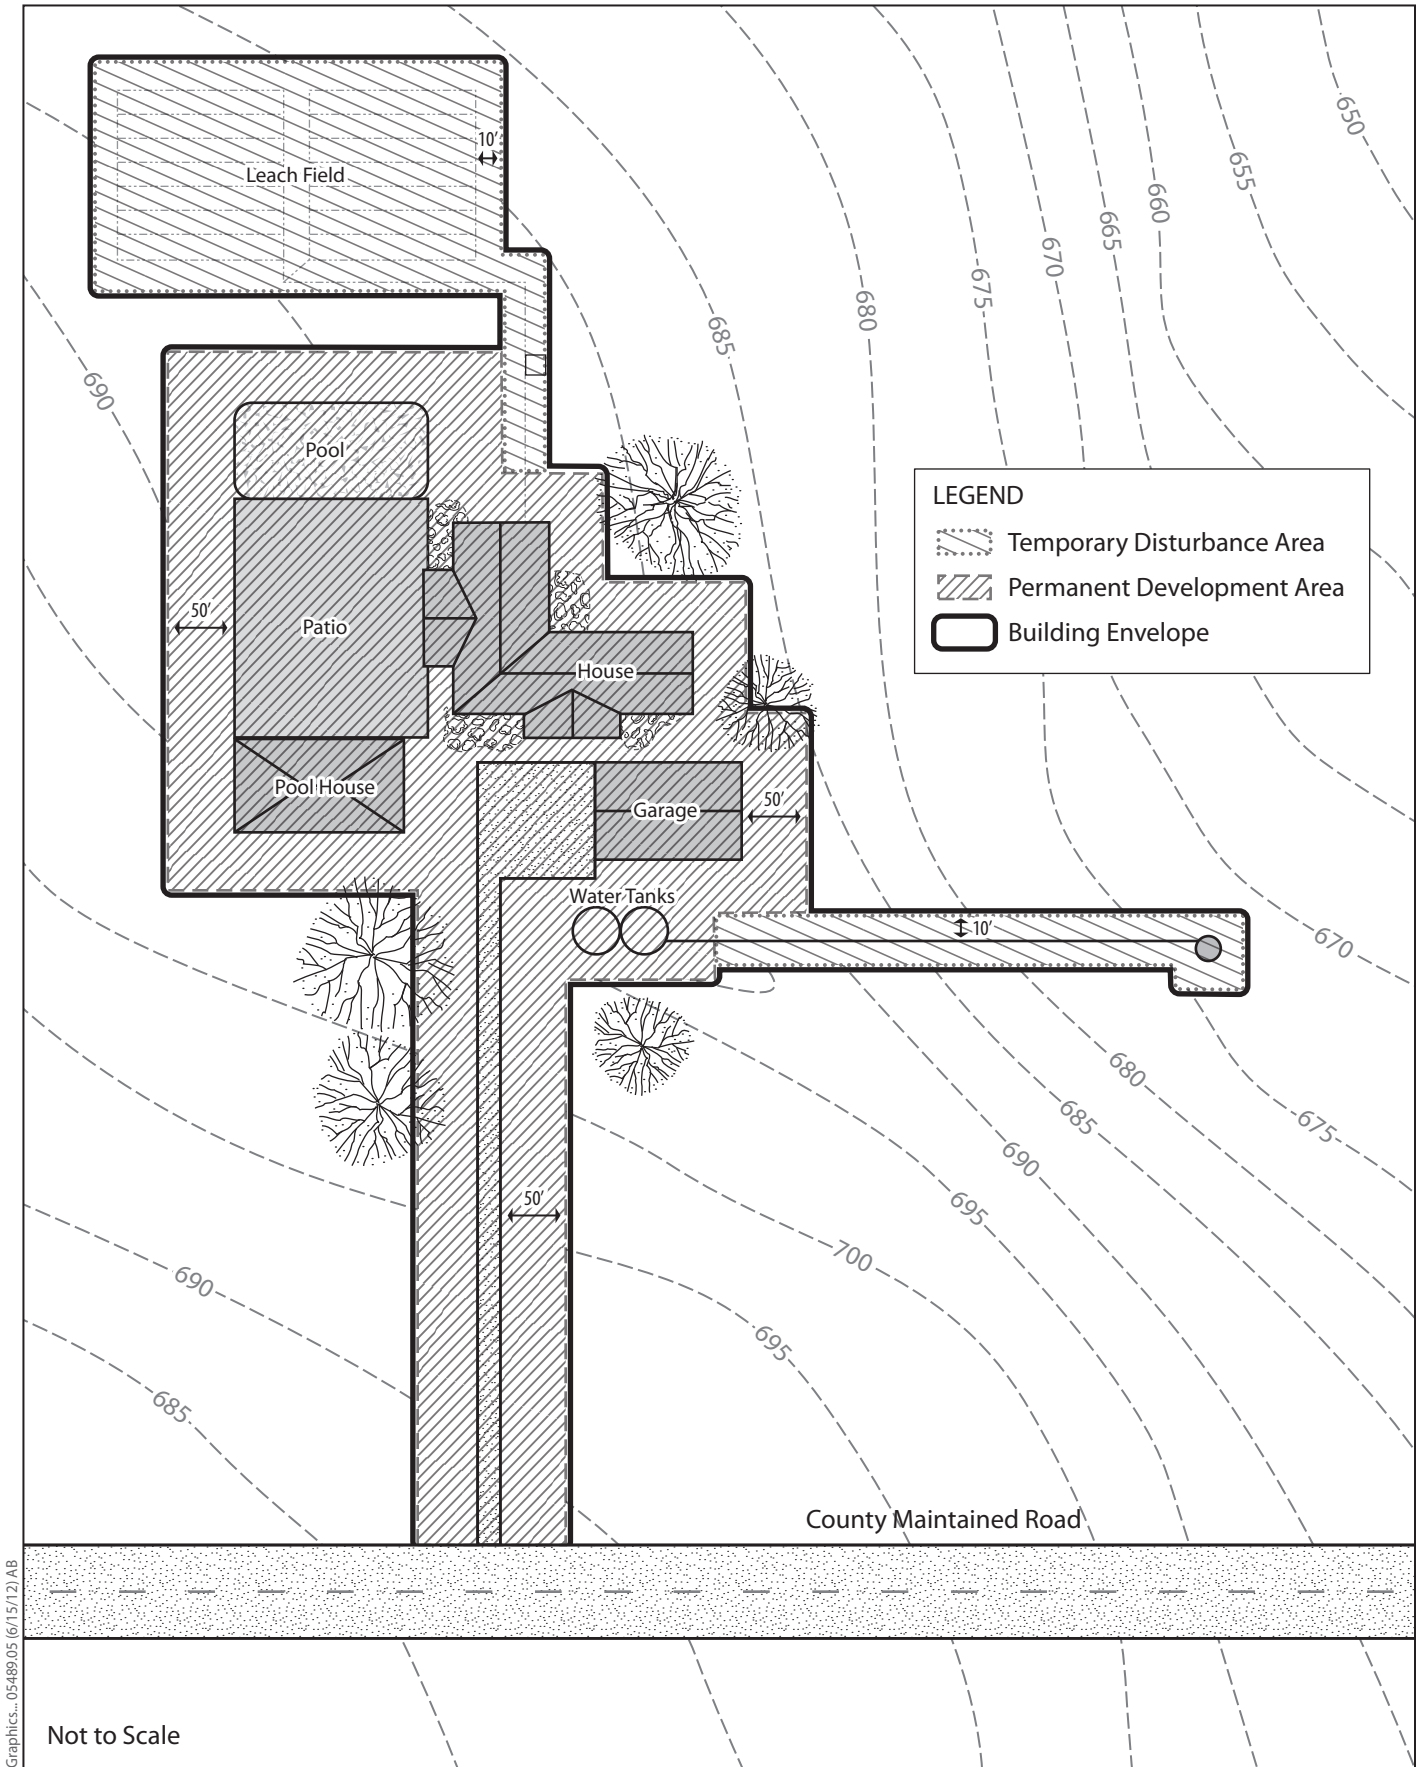 650
10'
655
Leach Field
660
665
670
675
680
685
690
Pool
LEGEND
Temporary Disturbance Area
Permanent Development Area
Building Envelope
50'
Patio
House
Pool House
Garage
50'
Water Tanks
10'
670
680
685
675
690
695
50'
700
690
695
685
County Maintained Road
Graphics... 05489.05 (6/15/12) AB
Not to Scale